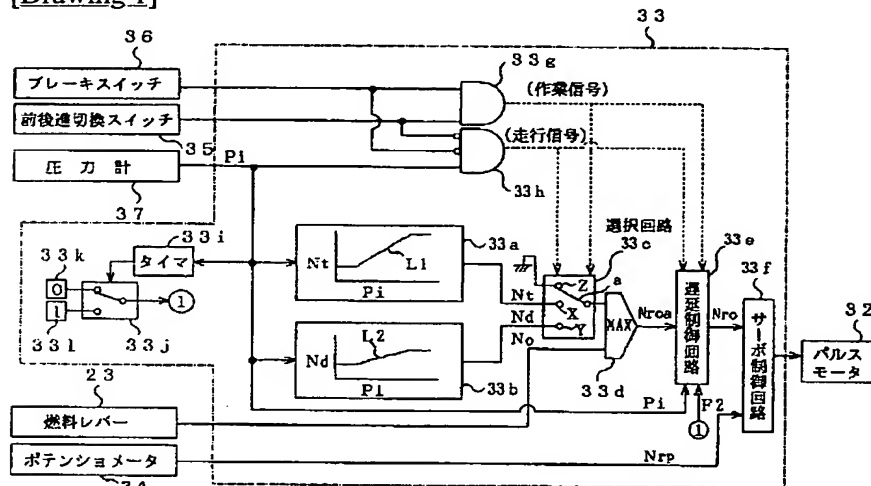 [Drawing 1]
36
33
ブレーキスイッチ
33g
(作業信号)
前後進切換スイッチ
35
Pi
(走行信号)
圧力計
37
33h
33i
33k
タイマ
0
1
33l
33j
①
33a
Nt
L1
Pi
Nd
L2
Pi
33b
選択回路
33c
Z
a
X
Y
Nt
Nd
No
MAX
33d
Nroa
33e
遅延制御回路
Nro
33f
サーボ制御回路
32
パルス
モータ
Pi
F2
①
23
燃料レバー
ポテンショメータ
Nrp